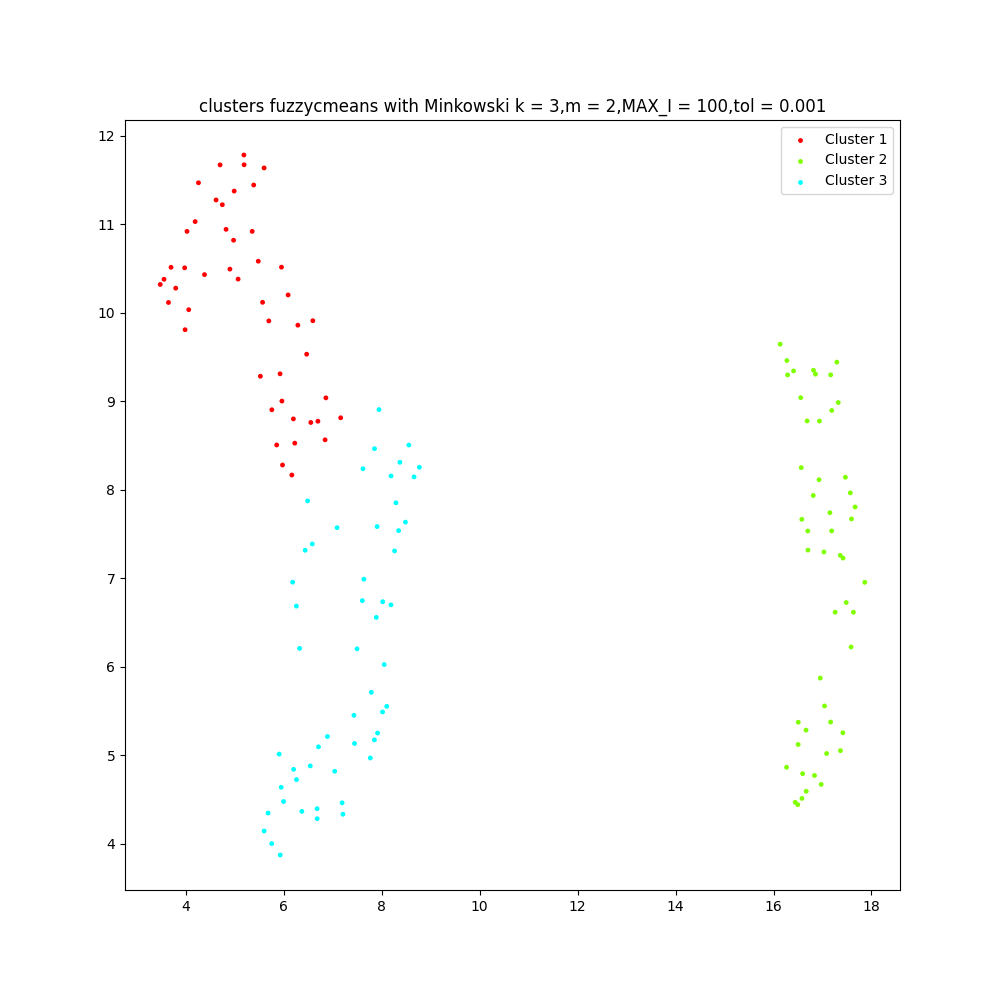 clusters fuzzycmeans with Minkowski k = 3,m = 2,MAX_I = 100,tol = 0.001
Cluster 1
Cluster 2
Cluster 3
12
11
10
9
8
7
6
5
4
4 6 8 10 12 14 16 18